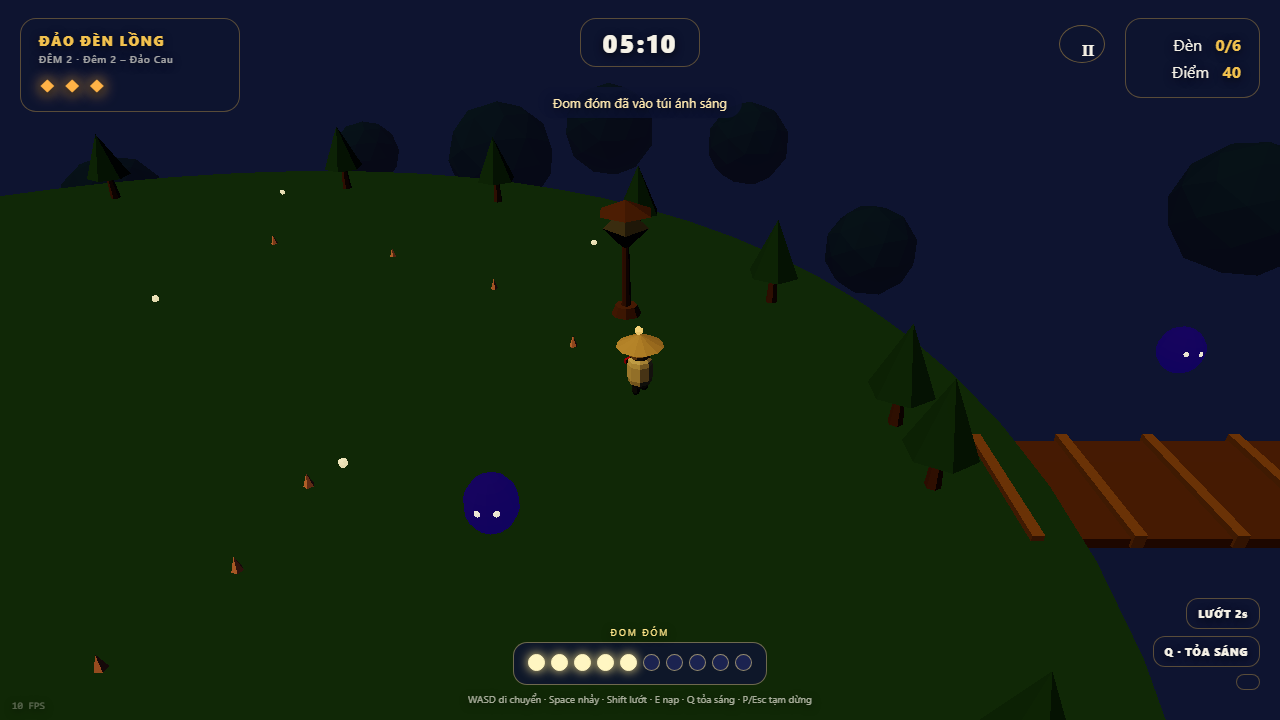 ĐẢO ĐÈN LỒNG
ĐÊM 2 · Đêm 2 – Đảo Cau
05:10
II
Đèn 0/6
Điểm 40
Đom đóm đã vào túi ánh sáng
LƯỚT 2s
Q · TỎA SÁNG
ĐOM ĐÓM
WASD di chuyển · Space nhảy · Shift lướt · E nạp · Q tỏa sáng · P/Esc tạm dừng
10 FPS